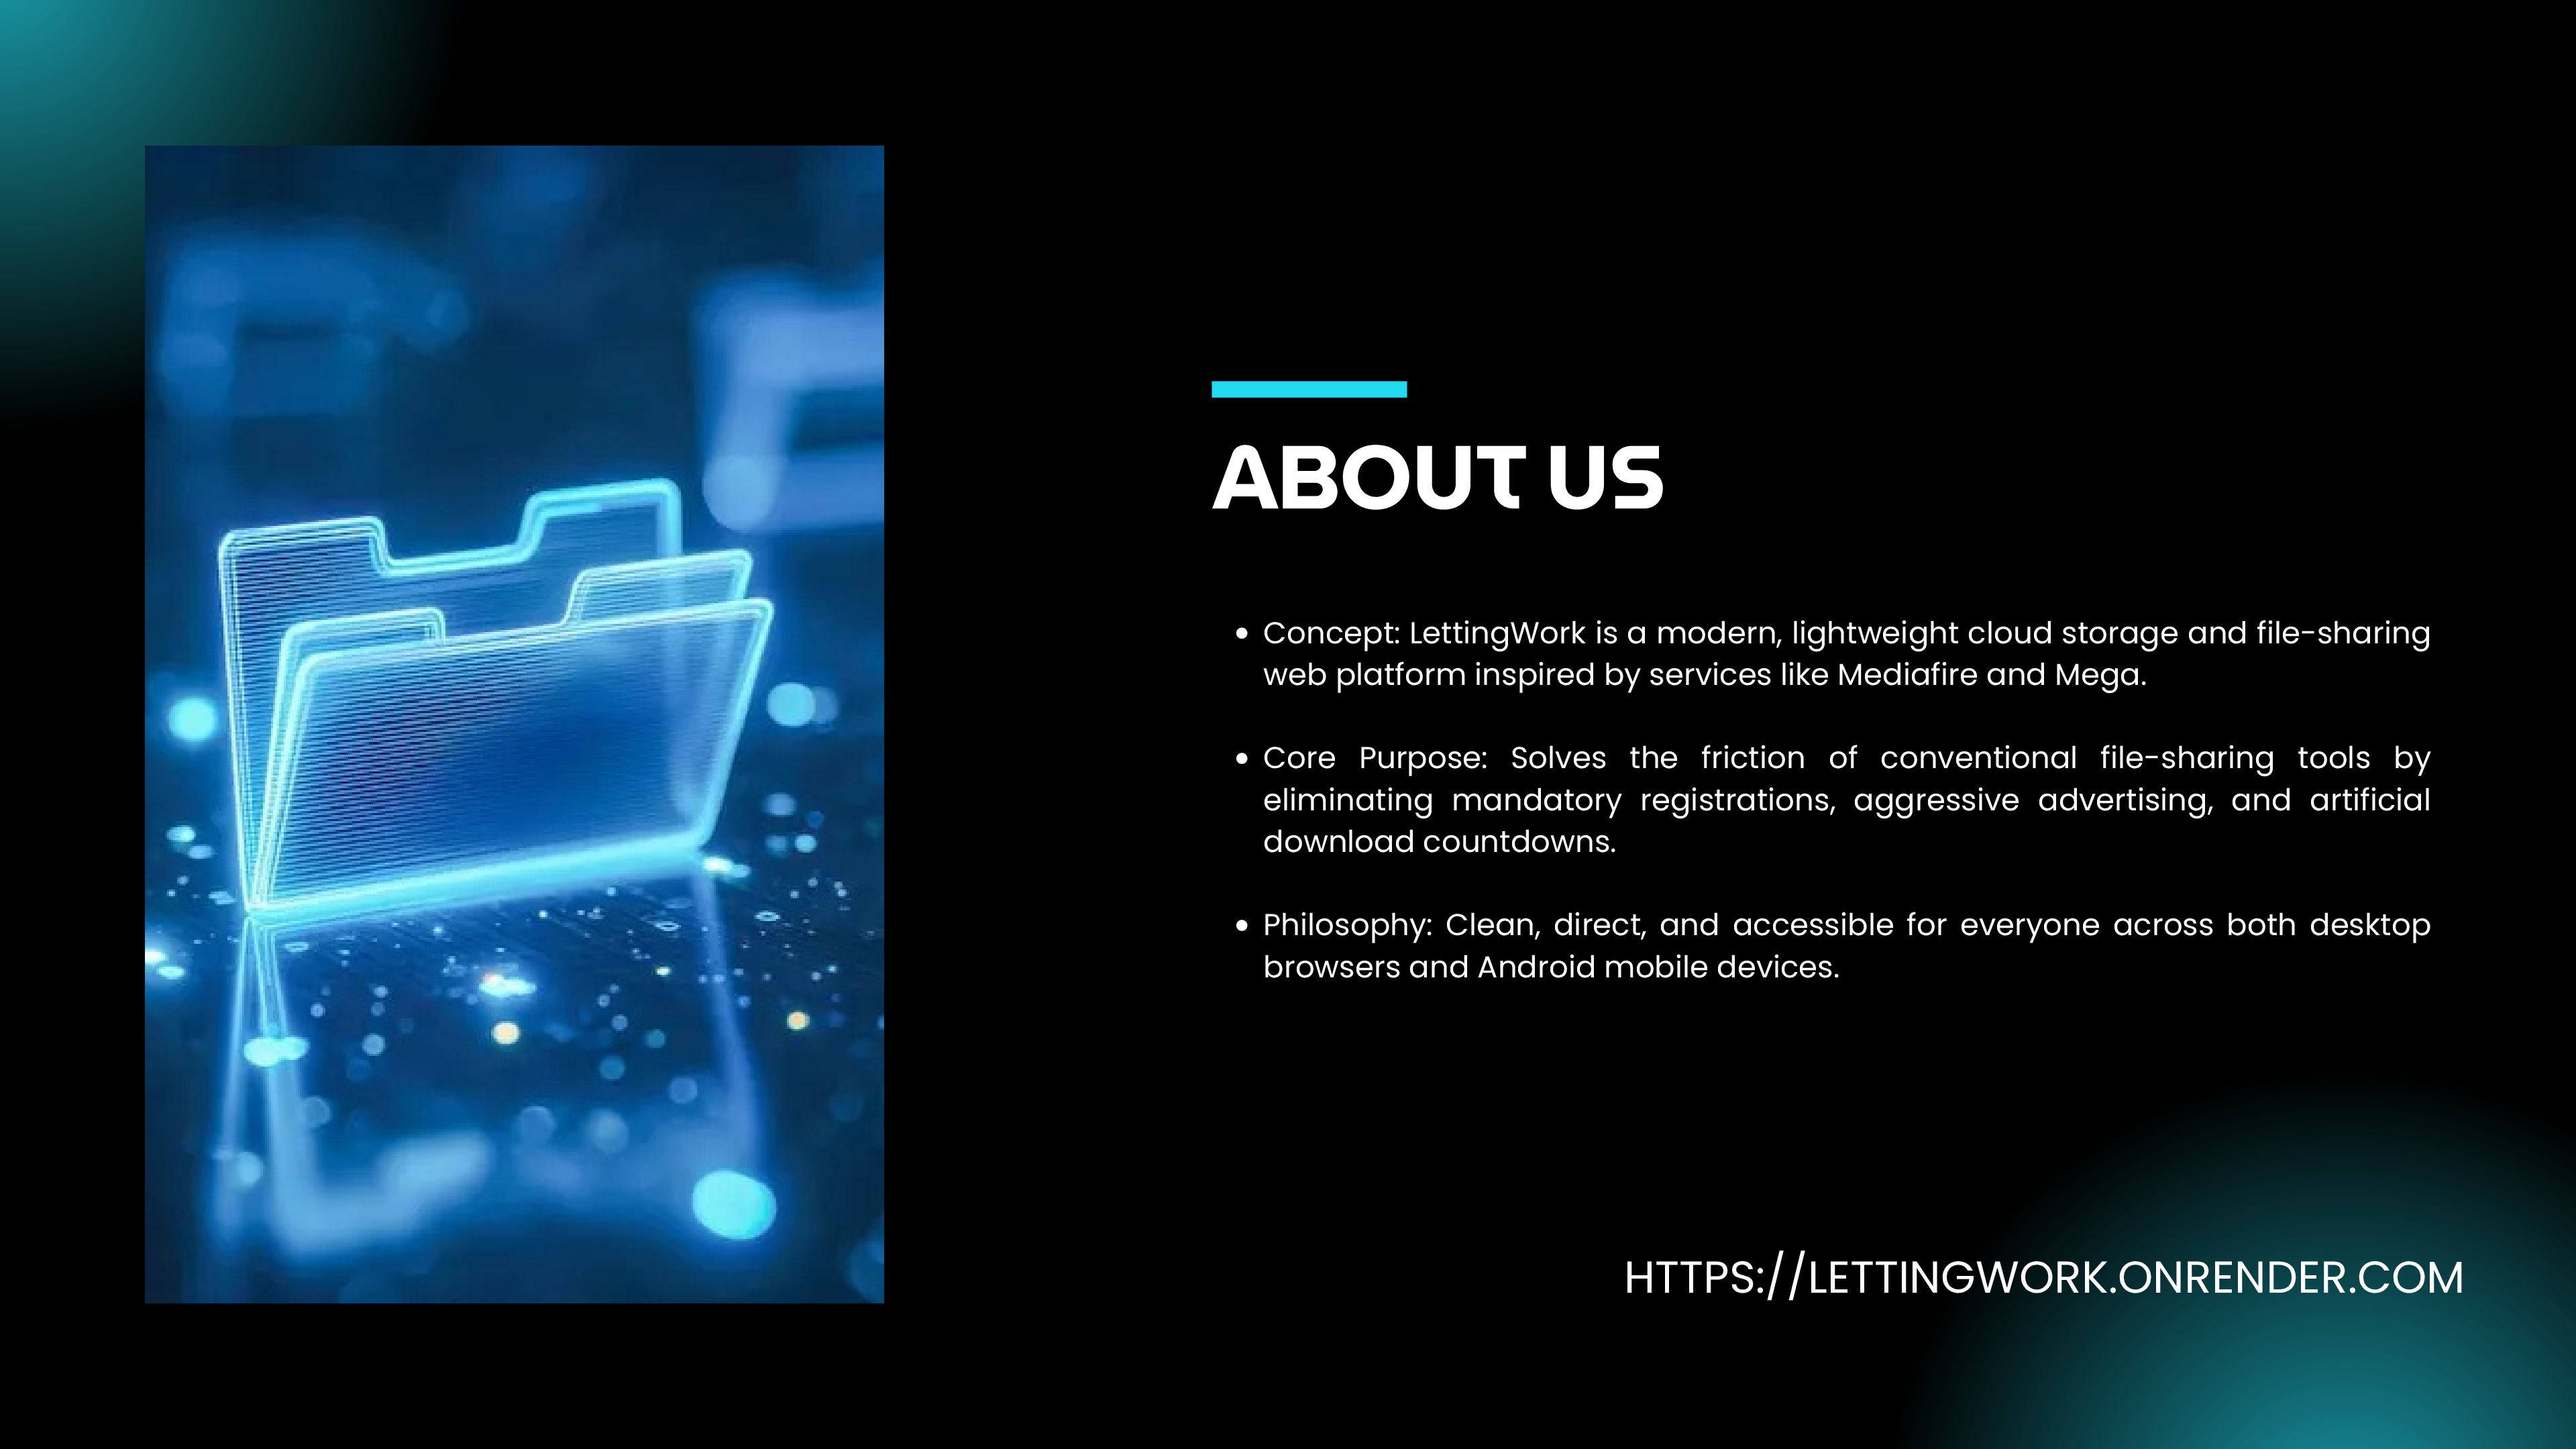 ABOUT US
• Concept: LettingWork is a modern, lightweight cloud storage and file-sharing
web platform inspired by services like Mediafire and Mega.
• Core Purpose: Solves the friction of conventional file-sharing tools by
eliminating mandatory registrations, aggressive advertising, and artificial
download countdowns.
• Philosophy: Clean, direct, and accessible for everyone across both desktop
browsers and Android mobile devices.
HTTPS://LETTINGWORK.ONRENDER.COM